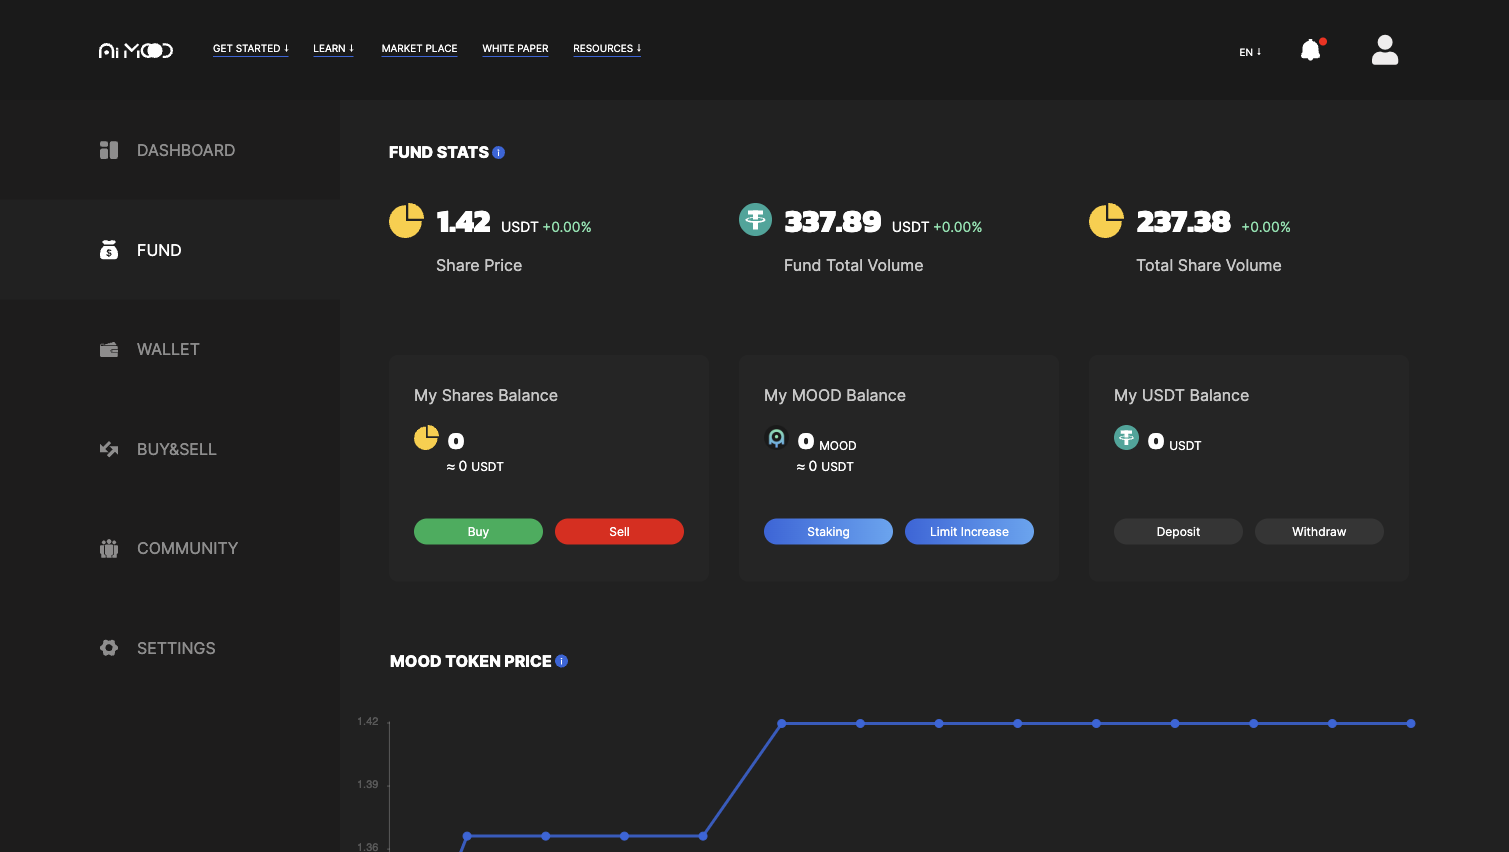 Ai MOOD
GET STARTED ↓
LEARN ↓
MARKET PLACE
WHITE PAPER
RESOURCES ↓
EN ↓
DASHBOARD
FUND
WALLET
BUY&SELL
COMMUNITY
SETTINGS
FUND STATS i
1.42 USDT +0.00%
Share Price
337.89 USDT +0.00%
Fund Total Volume
237.38 +0.00%
Total Share Volume
My Shares Balance
0
≈ 0 USDT
Buy
Sell
My MOOD Balance
0 MOOD
≈ 0 USDT
Staking
Limit Increase
My USDT Balance
0 USDT
Deposit
Withdraw
MOOD TOKEN PRICE i
1.42
1.39
1.36